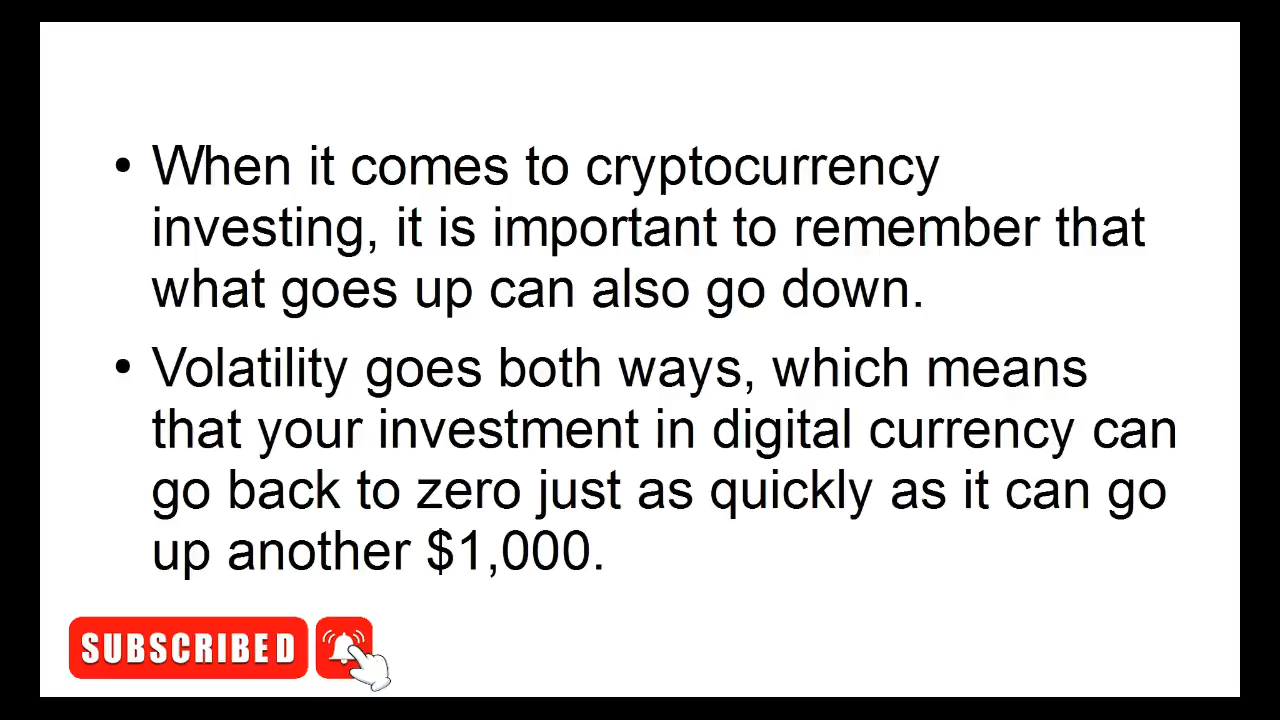 • When it comes to cryptocurrency
investing, it is important to remember that
what goes up can also go down.
• Volatility goes both ways, which means
that your investment in digital currency can
go back to zero just as quickly as it can go
up another $1,000.
SUBSCRIBED